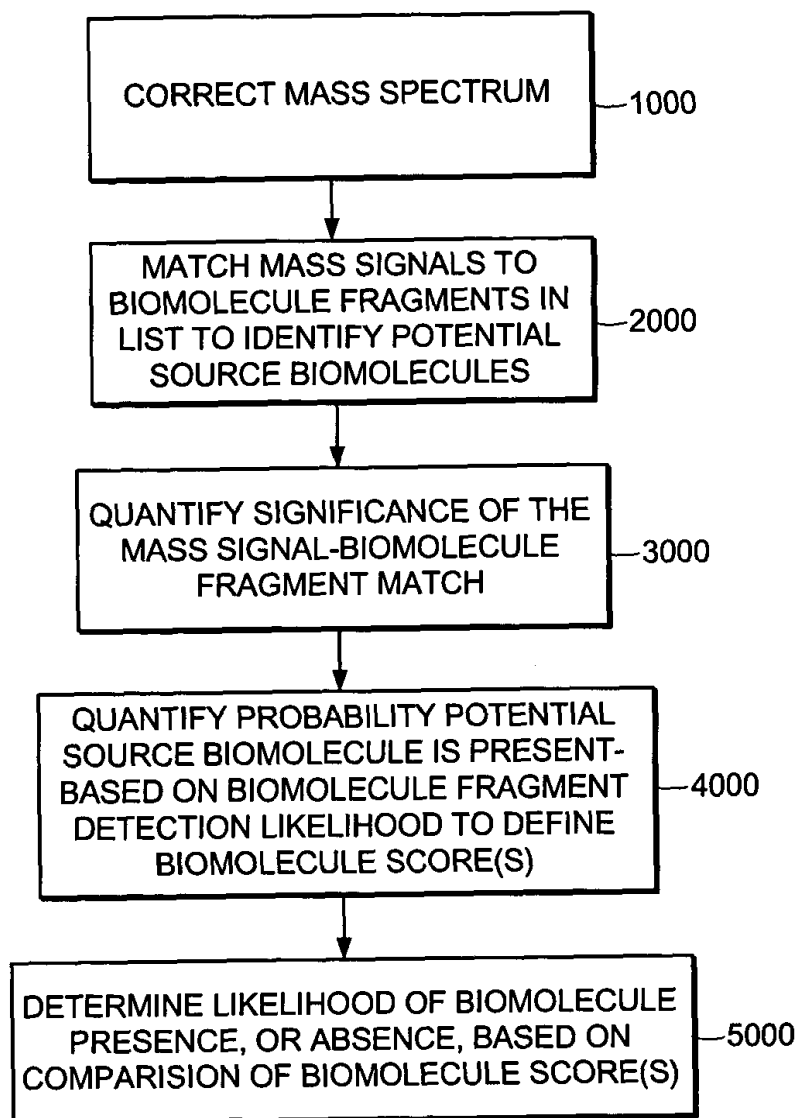 CORRECT MASS SPECTRUM
1000
MATCH MASS SIGNALS TO
BIOMOLECULE FRAGMENTS IN
LIST TO IDENTIFY POTENTIAL
SOURCE BIOMOLECULES
2000
QUANTIFY SIGNIFICANCE OF THE
MASS SIGNAL-BIOMOLECULE
FRAGMENT MATCH
3000
QUANTIFY PROBABILITY POTENTIAL
SOURCE BIOMOLECULE IS PRESENT-
BASED ON BIOMOLECULE FRAGMENT
DETECTION LIKELIHOOD TO DEFINE
BIOMOLECULE SCORE(S)
4000
DETERMINE LIKELIHOOD OF BIOMOLECULE
PRESENCE, OR ABSENCE, BASED ON
COMPARISION OF BIOMOLECULE SCORE(S)
5000